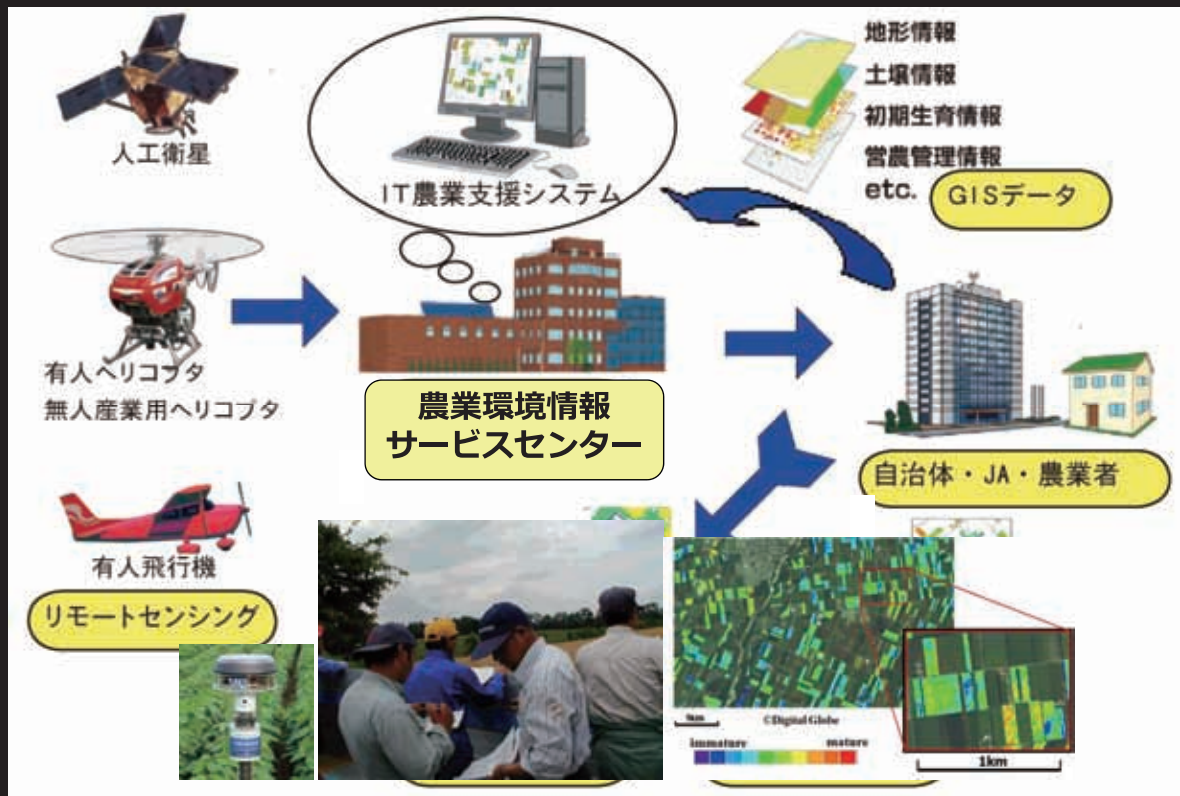 人工衛星
IT農業支援システム
地形情報
土壌情報
初期生育情報
営農管理情報
etc.
GISデータ
有人ヘリコプタ
無人産業用ヘリコプタ
農業環境情報
サービスセンター
自治体・JA・農業者
有人飛行機
リモートセンシング
©Digital Globe
immature
mature
1km